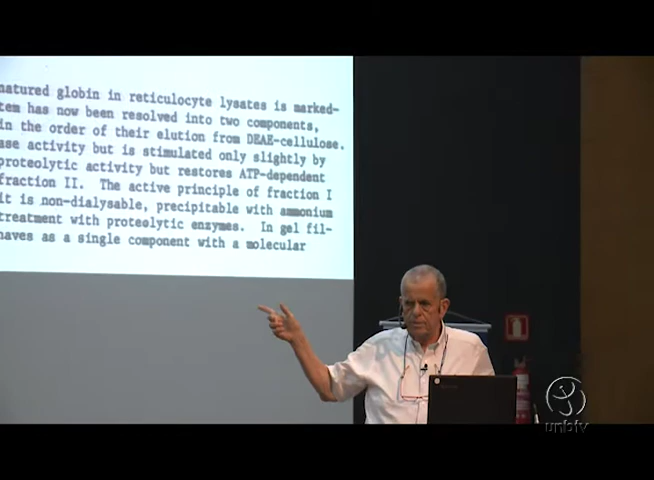 natured globin in reticulocyte lysates is marked-
tem has now been resolved into two components,
in the order of their elution from DEAE-cellulose.
ase activity but is stimulated only slightly by
proteolytic activity but restores ATP-dependent
fraction II. The active principle of fraction I
it is non-dialysable, precipitable with ammonium
treatment with proteolytic enzymes. In gel fil-
haves as a single component with a molecular
unbtv